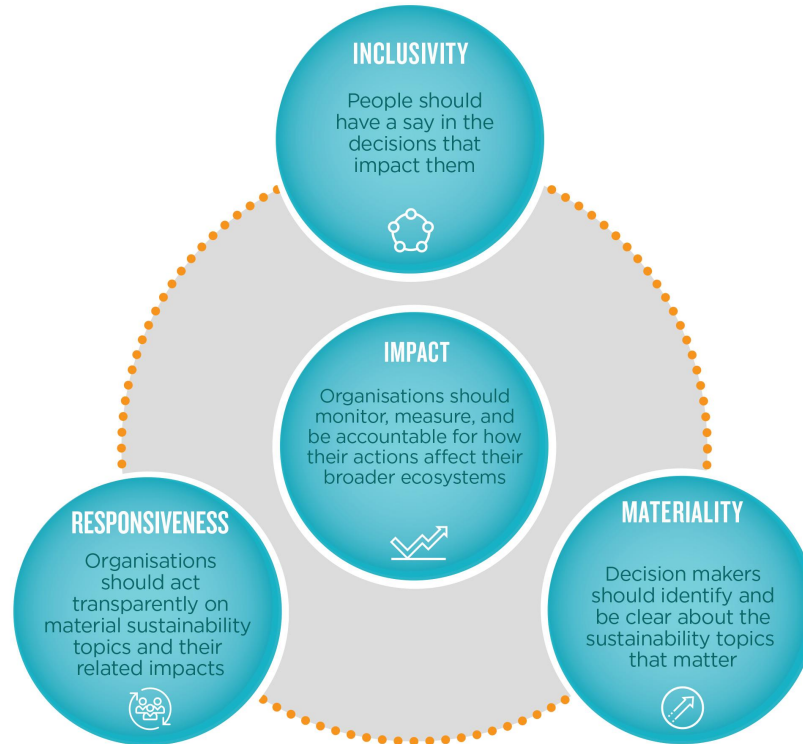 INCLUSIVITY
People should
have a say in the
decisions that
impact them
IMPACT
Organisations should
monitor, measure, and
be accountable for how
their actions affect their
broader ecosystems
RESPONSIVENESS
Organisations
should act
transparently on
material sustainability
topics and their
related impacts
MATERIALITY
Decision makers
should identify and
be clear about the
sustainability topics
that matter